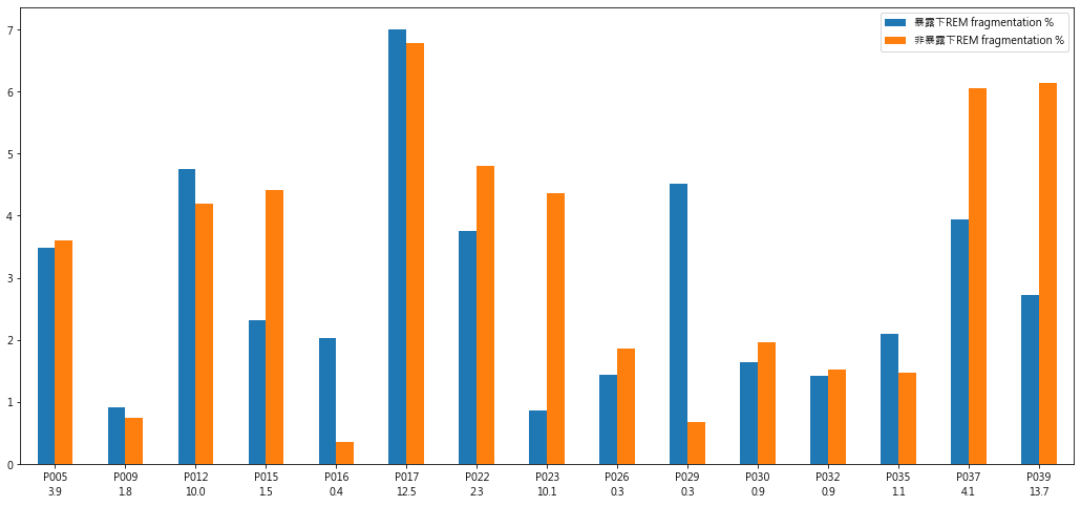 暴露下REM fragmentation %
非暴露下REM fragmentation %
7
6
5
4
3
2
1
0
P005 P009 P012 P015 P016 P017 P022 P023 P026 P029 P030 P032 P035 P037 P039
3.9 1.8 10.0 1.5 0.4 12.5 2.3 10.1 0.3 0.3 0.9 0.9 1.1 4.1 13.7